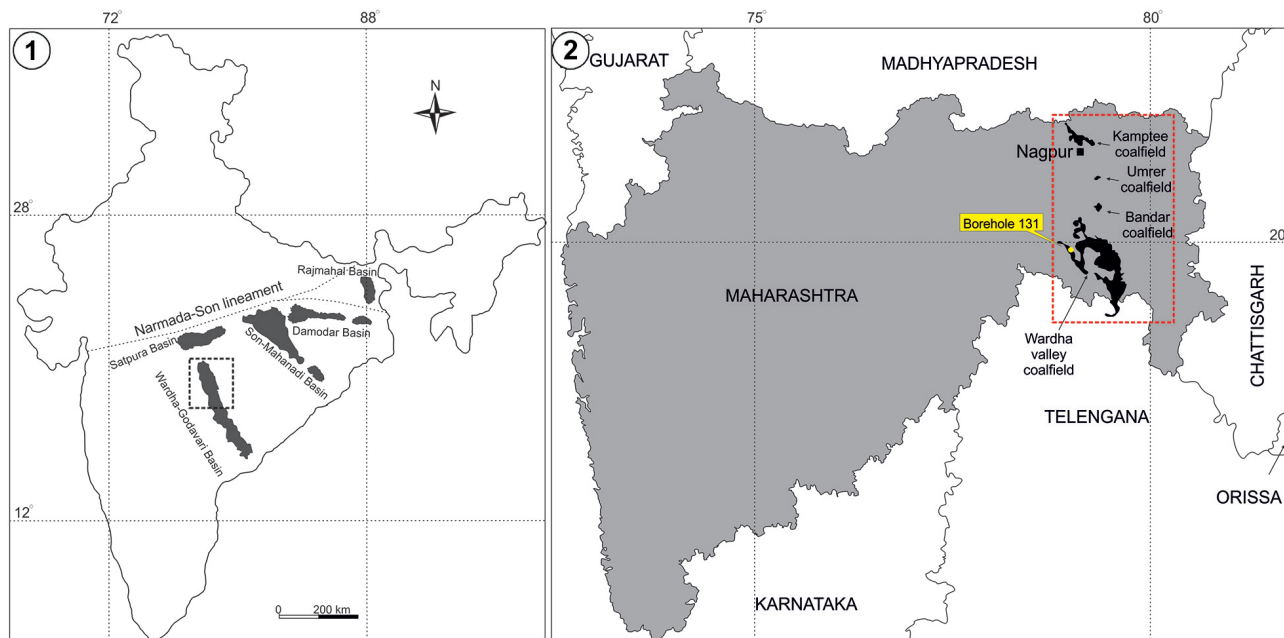 72°
88°
1
N
28°
Rajmahal Basin
Narmada-Son lineament
Damodar Basin
Satpura Basin
Son-Mahanadi Basin
Wardha-Godavari Basin
12°
0 200 km
75°
80°
2
GUJARAT
MADHYAPRADESH
Kamptee
coalfield
Nagpur
Umrer
coalfield
Bandar
coalfield
Borehole 131
20
MAHARASHTRA
Wardha
valley
coalfield
CHATTISGARH
TELENGANA
ORISSA
KARNATAKA